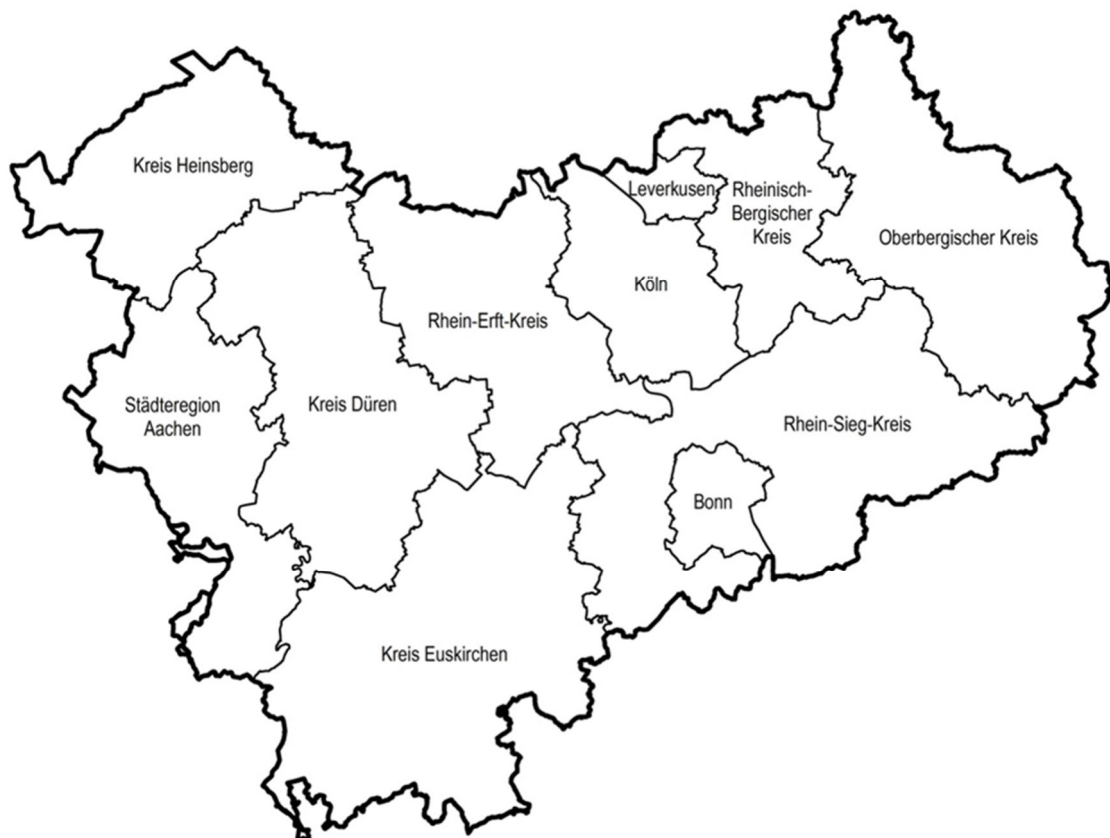 Kreis Heinsberg
Leverkusen
Rheinisch-
Bergischer
Kreis
Oberbergischer Kreis
Köln
Rhein-Erft-Kreis
Städteregion
Aachen
Kreis Düren
Rhein-Sieg-Kreis
Bonn
Kreis Euskirchen